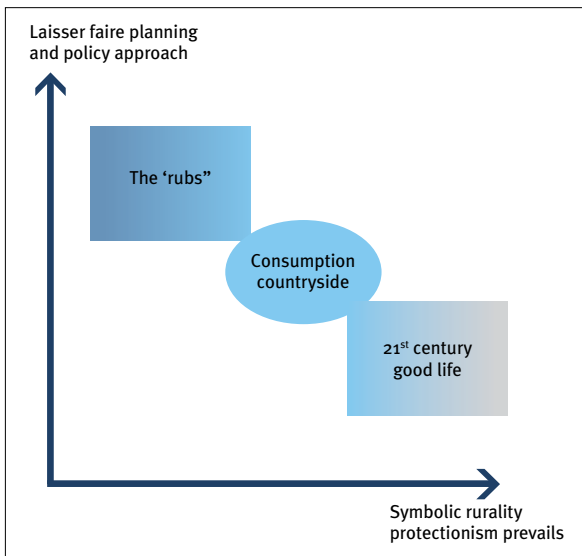 Laisser faire planning
and policy approach
The ‘rubs”
Consumption
countryside
21st century
good life
Symbolic rurality
protectionism prevails